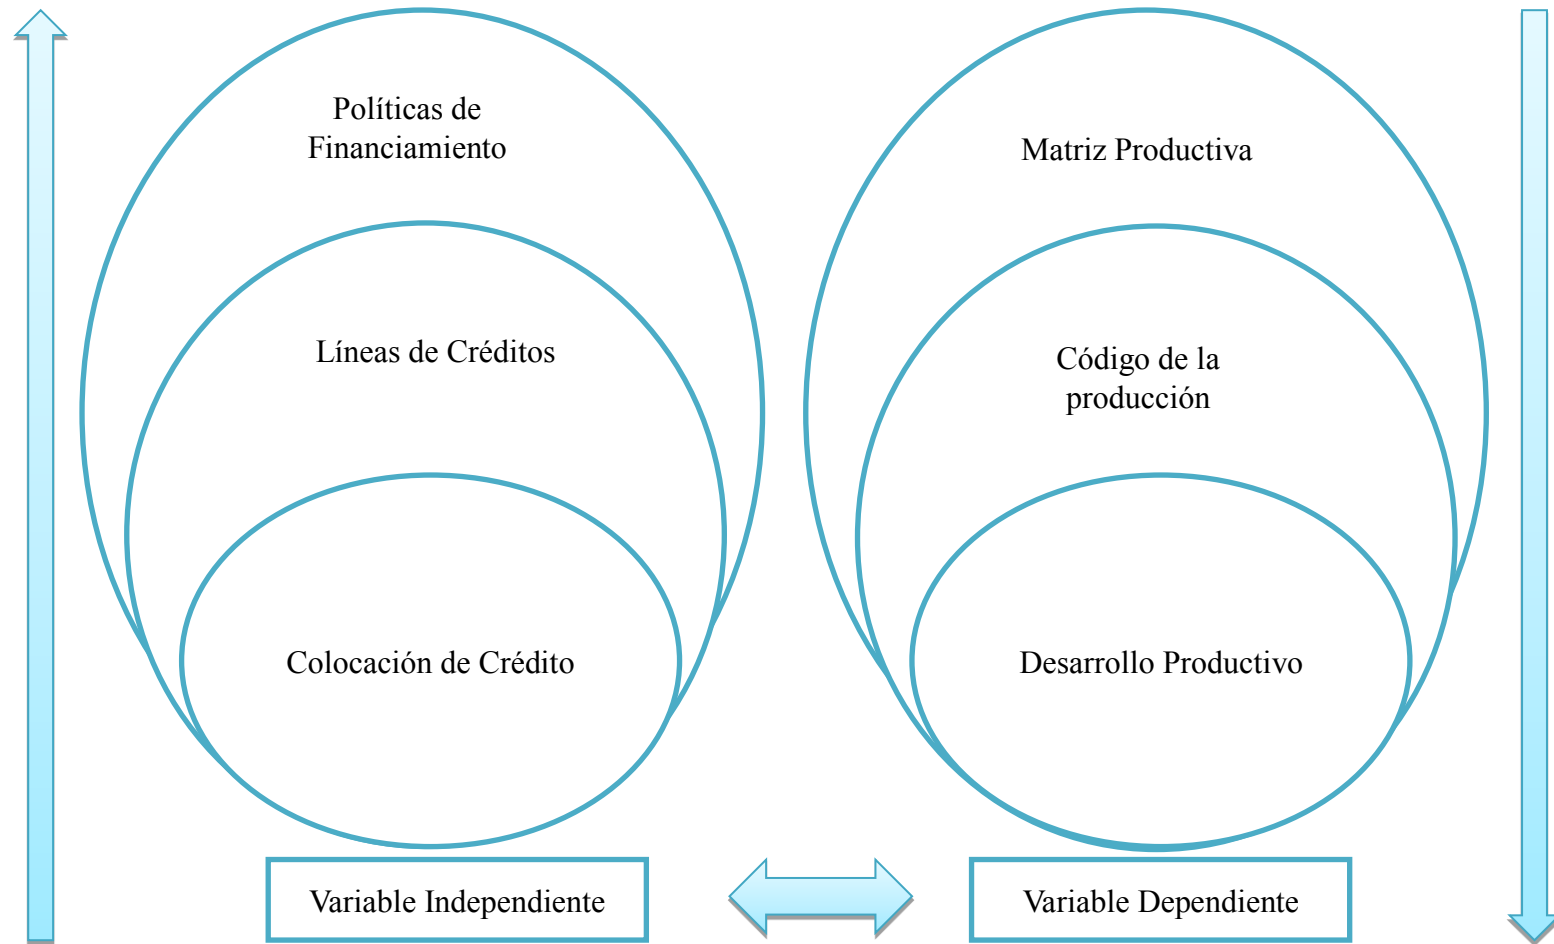 Políticas de
Financiamiento
Líneas de Créditos
Colocación de Crédito
Variable Independiente
Matriz Productiva
Código de la
producción
Desarrollo Productivo
Variable Dependiente